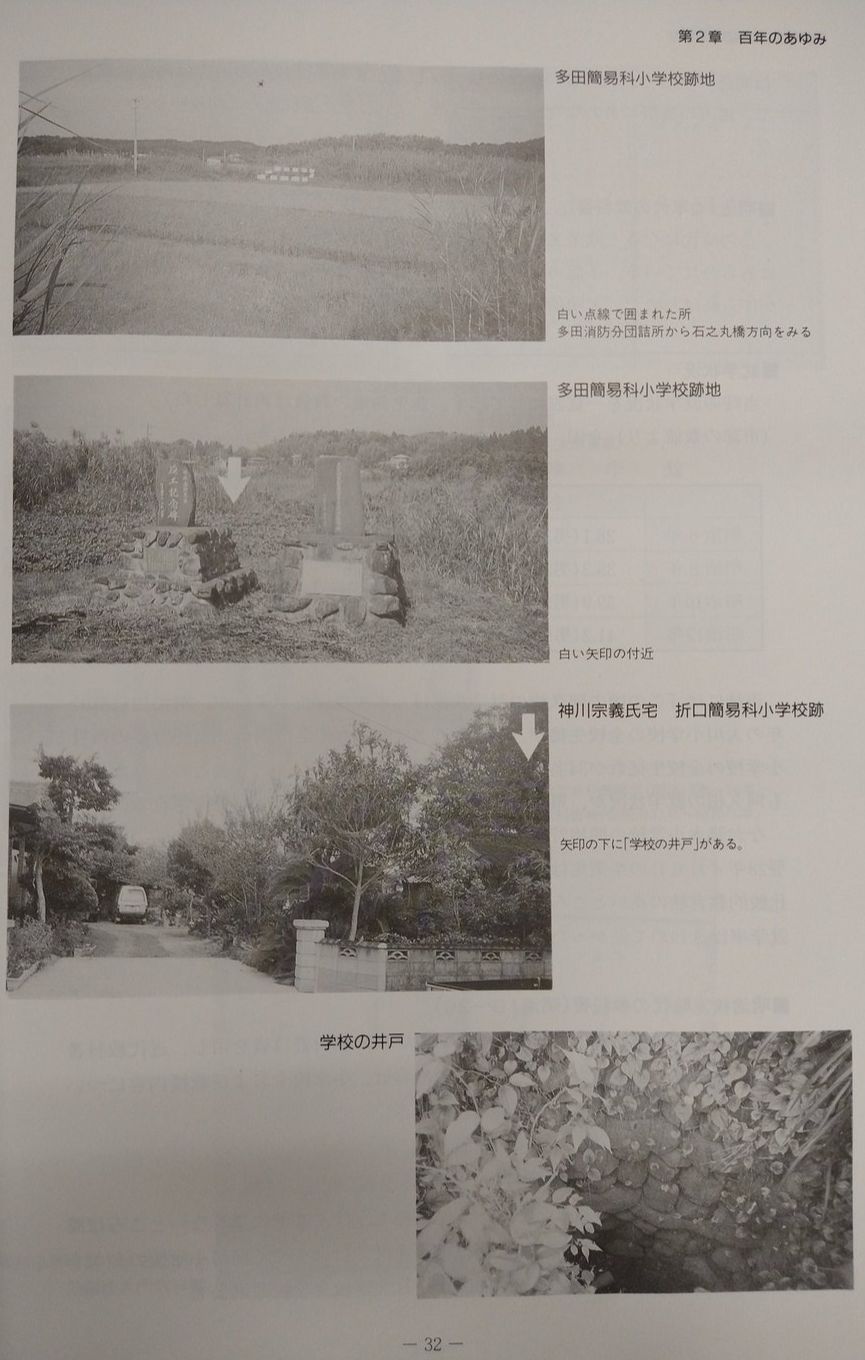 第2章 百年のあゆみ
多田簡易科小学校跡地
白い点線で囲まれた所
多田消防分団詰所から石之丸橋方向をみる
多田簡易科小学校跡地
白い矢印の付近
神川宗義氏宅 折口簡易科小学校跡
矢印の下に｢学校の井戸｣がある。
学校の井戸
— 32 —